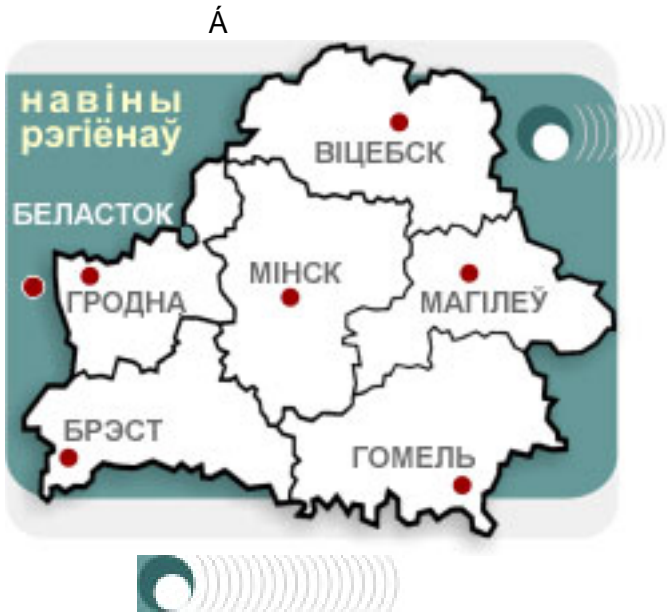 Á
навіны
рэгіёнаў
ВІЦЕБСК
БЕЛАСТОК
МІНСК
ГРОДНА
МАГІЛЕЎ
БРЭСТ
ГОМЕЛЬ